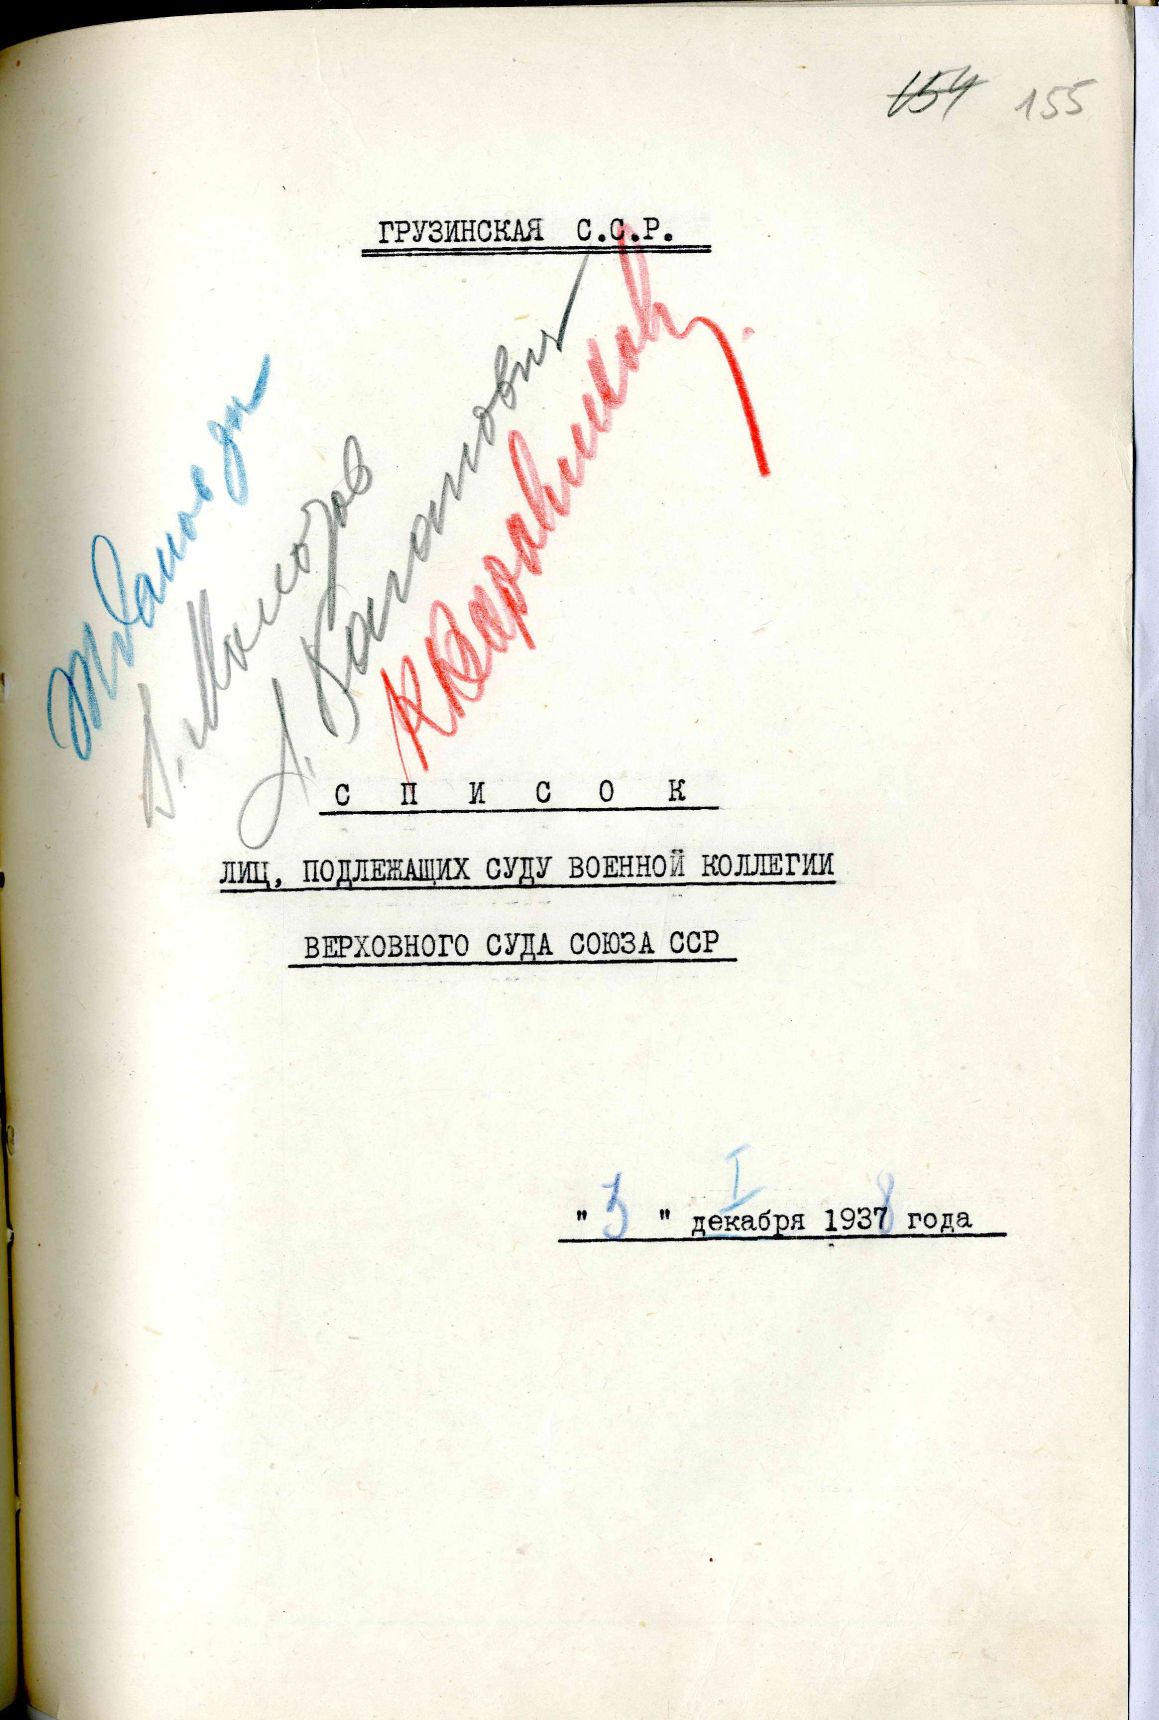 154 155
ГРУЗИНСКАЯ С.С.Р.
Жданов
В. Молотов
Л. Каганович
К Ворошилов
С П И С О К
ЛИЦ, ПОДЛЕЖАЩИХ СУДУ ВОЕННОЙ КОЛЛЕГИИ
ВЕРХОВНОГО СУДА СОЮЗА ССР
I
" 3 " декабря 1937 8 года